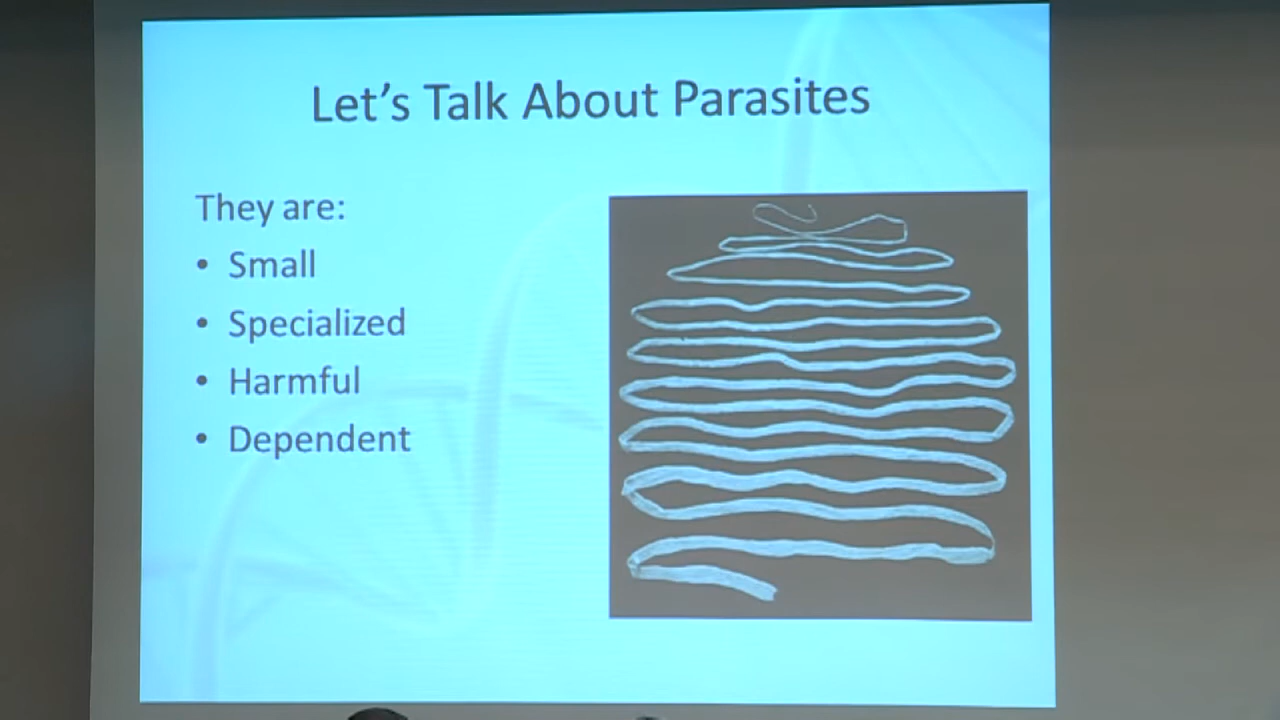 Let's Talk About Parasites
They are:
• Small
• Specialized
• Harmful
• Dependent